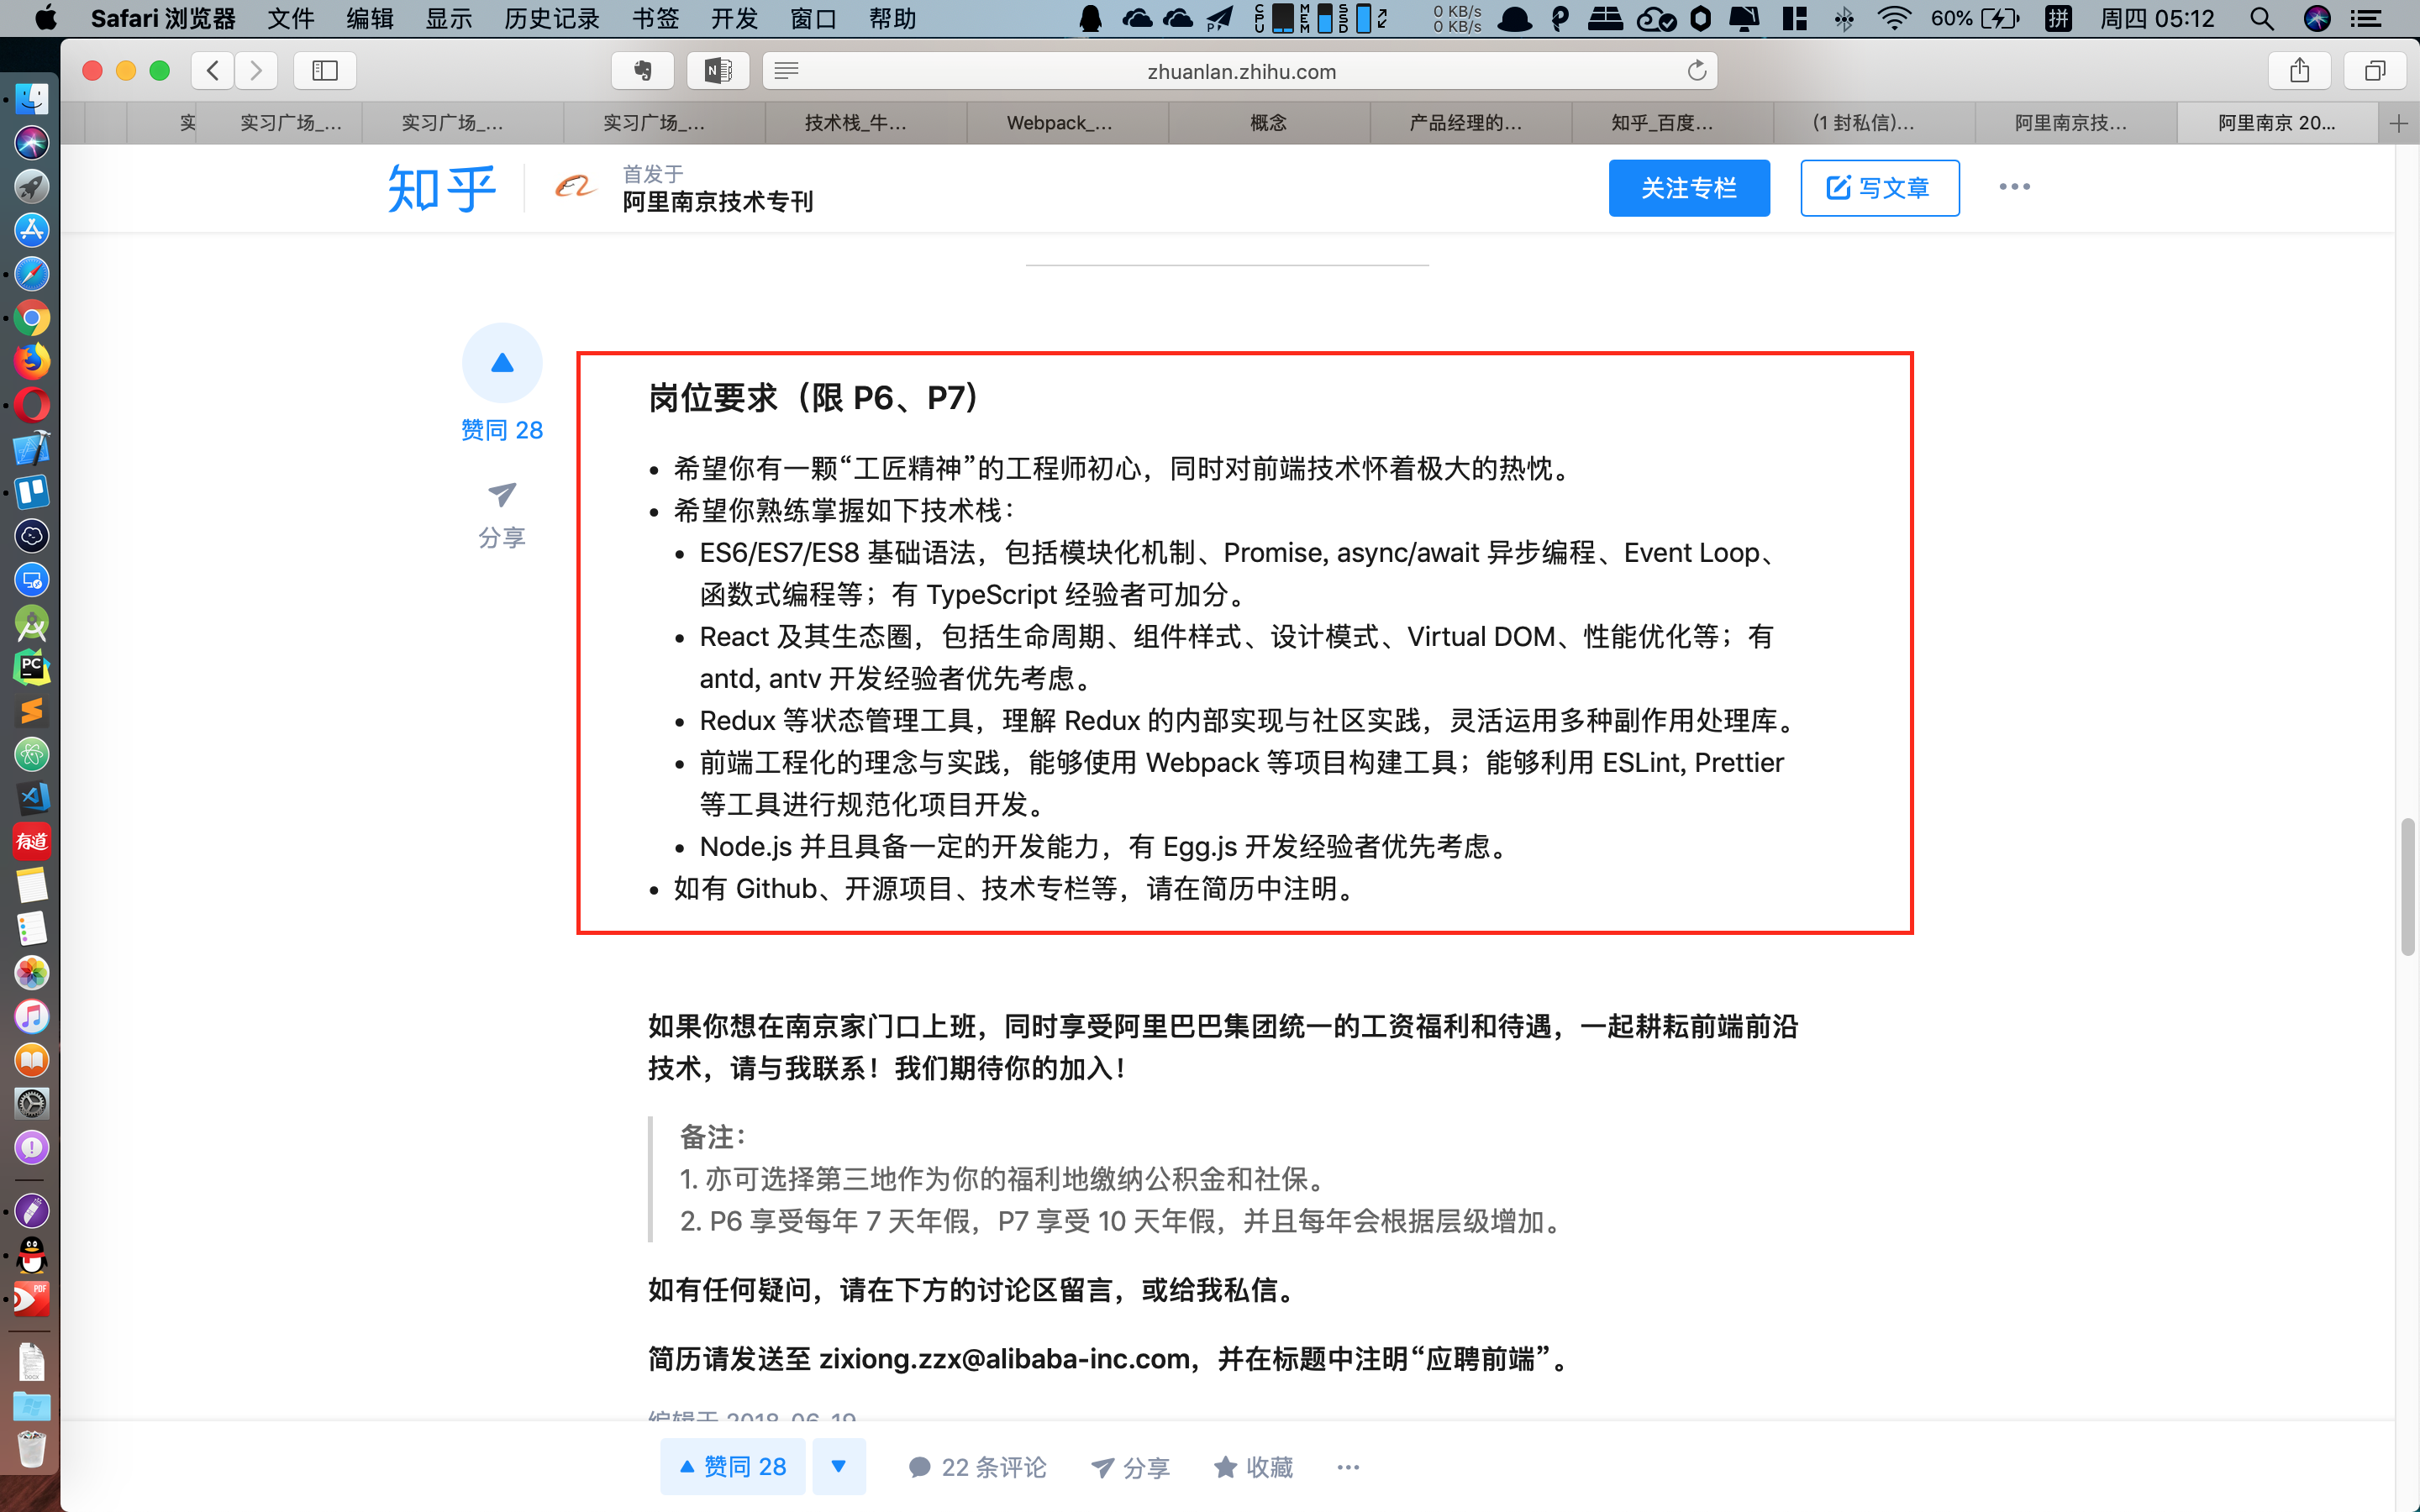 Safari 浏览器 文件 编辑 显示 历史记录 书签 开发 窗口 帮助
CPU MEM SSD 0 KB/s 0 KB/s 60% 拼 周四 05:12
zhuanlan.zhihu.com
实 实习广场_... 实习广场_... 实习广场_... 技术栈_牛... Webpack_... 概念 产品经理的... 知乎_百度... (1 封私信)... 阿里南京技... 阿里南京 20...
知乎
首发于
阿里南京技术专刊
关注专栏 写文章
赞同 28
分享
岗位要求（限 P6、P7）
• 希望你有一颗“工匠精神”的工程师初心，同时对前端技术怀着极大的热忱。
• 希望你熟练掌握如下技术栈：
• ES6/ES7/ES8 基础语法，包括模块化机制、Promise, async/await 异步编程、Event Loop、
函数式编程等；有 TypeScript 经验者可加分。
• React 及其生态圈，包括生命周期、组件样式、设计模式、Virtual DOM、性能优化等；有
antd, antv 开发经验者优先考虑。
• Redux 等状态管理工具，理解 Redux 的内部实现与社区实践，灵活运用多种副作用处理库。
• 前端工程化的理念与实践，能够使用 Webpack 等项目构建工具；能够利用 ESLint, Prettier
等工具进行规范化项目开发。
• Node.js 并且具备一定的开发能力，有 Egg.js 开发经验者优先考虑。
• 如有 Github、开源项目、技术专栏等，请在简历中注明。
如果你想在南京家门口上班，同时享受阿里巴巴集团统一的工资福利和待遇，一起耕耘前端前沿
技术，请与我联系！我们期待你的加入！
备注：
1. 亦可选择第三地作为你的福利地缴纳公积金和社保。
2. P6 享受每年 7 天年假，P7 享受 10 天年假，并且每年会根据层级增加。
如有任何疑问，请在下方的讨论区留言，或给我私信。
简历请发送至 zixiong.zzx@alibaba-inc.com，并在标题中注明“应聘前端”。
编辑于 2018-06-19
赞同 28 22 条评论 分享 收藏
PC
有道
PDF
DOCX